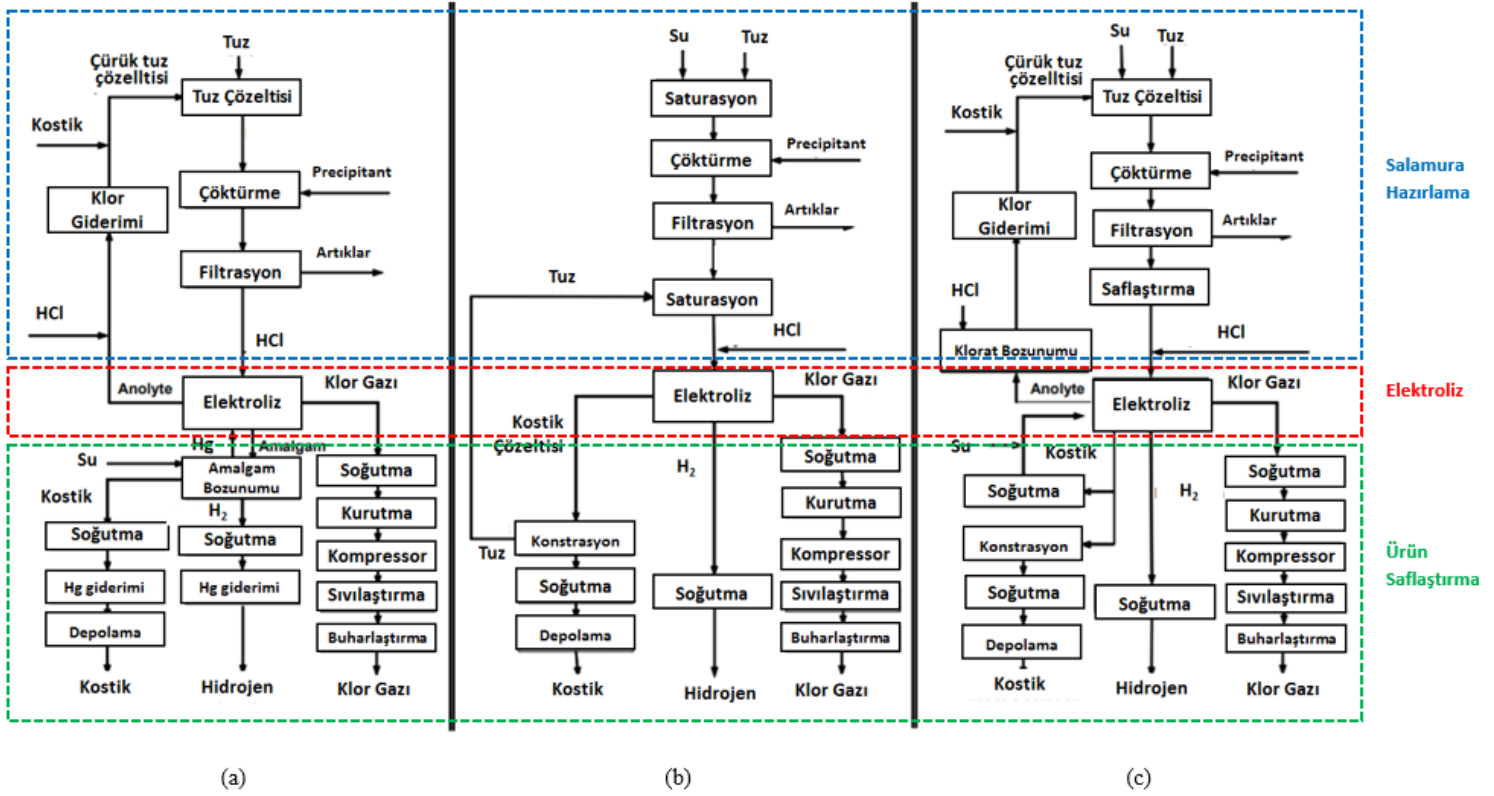 Tuz
Çürük tuz
çözelltisi
Tuz Çözeltisi
Kostik
Precipitant
Çöktürme
Klor
Giderimi
Artıklar
Filtrasyon
HCl
HCl
Anolyte
Elektroliz
Klor Gazı
Hg
Amalgam
Su
Amalgam
Bozunumu
Kostik
H2
Soğutma
Soğutma
Soğutma
Kurutma
Kompressor
Hg giderimi
Hg giderimi
Sıvılaştırma
Depolama
Buharlaştırma
Kostik
Hidrojen
Klor Gazı
(a)
Su
Tuz
Saturasyon
Precipitant
Çöktürme
Artıklar
Filtrasyon
Tuz
Saturasyon
HCl
Klor Gazı
Elektroliz
Kostik
Çözeltisi
H2
Soğutma
Kurutma
Tuz
Konstrasyon
Kompressor
Soğutma
Soğutma
Sıvılaştırma
Depolama
Buharlaştırma
Kostik
Hidrojen
Klor Gazı
(b)
Su
Tuz
Çürük tuz
çözelltisi
Tuz Çözeltisi
Kostik
Precipitant
Çöktürme
Klor
Giderimi
Artıklar
Filtrasyon
Saflaştırma
HCl
HCl
Klorat Bozunumu
Anolyte
Klor Gazı
Elektroliz
Su
Kostik
Soğutma
H2
Soğutma
Kurutma
Konstrasyon
Kompressor
Soğutma
Soğutma
Sıvılaştırma
Depolama
Buharlaştırma
Kostik
Hidrojen
Klor Gazı
(c)
Salamura
Hazırlama
Elektroliz
Ürün
Saflaştırma